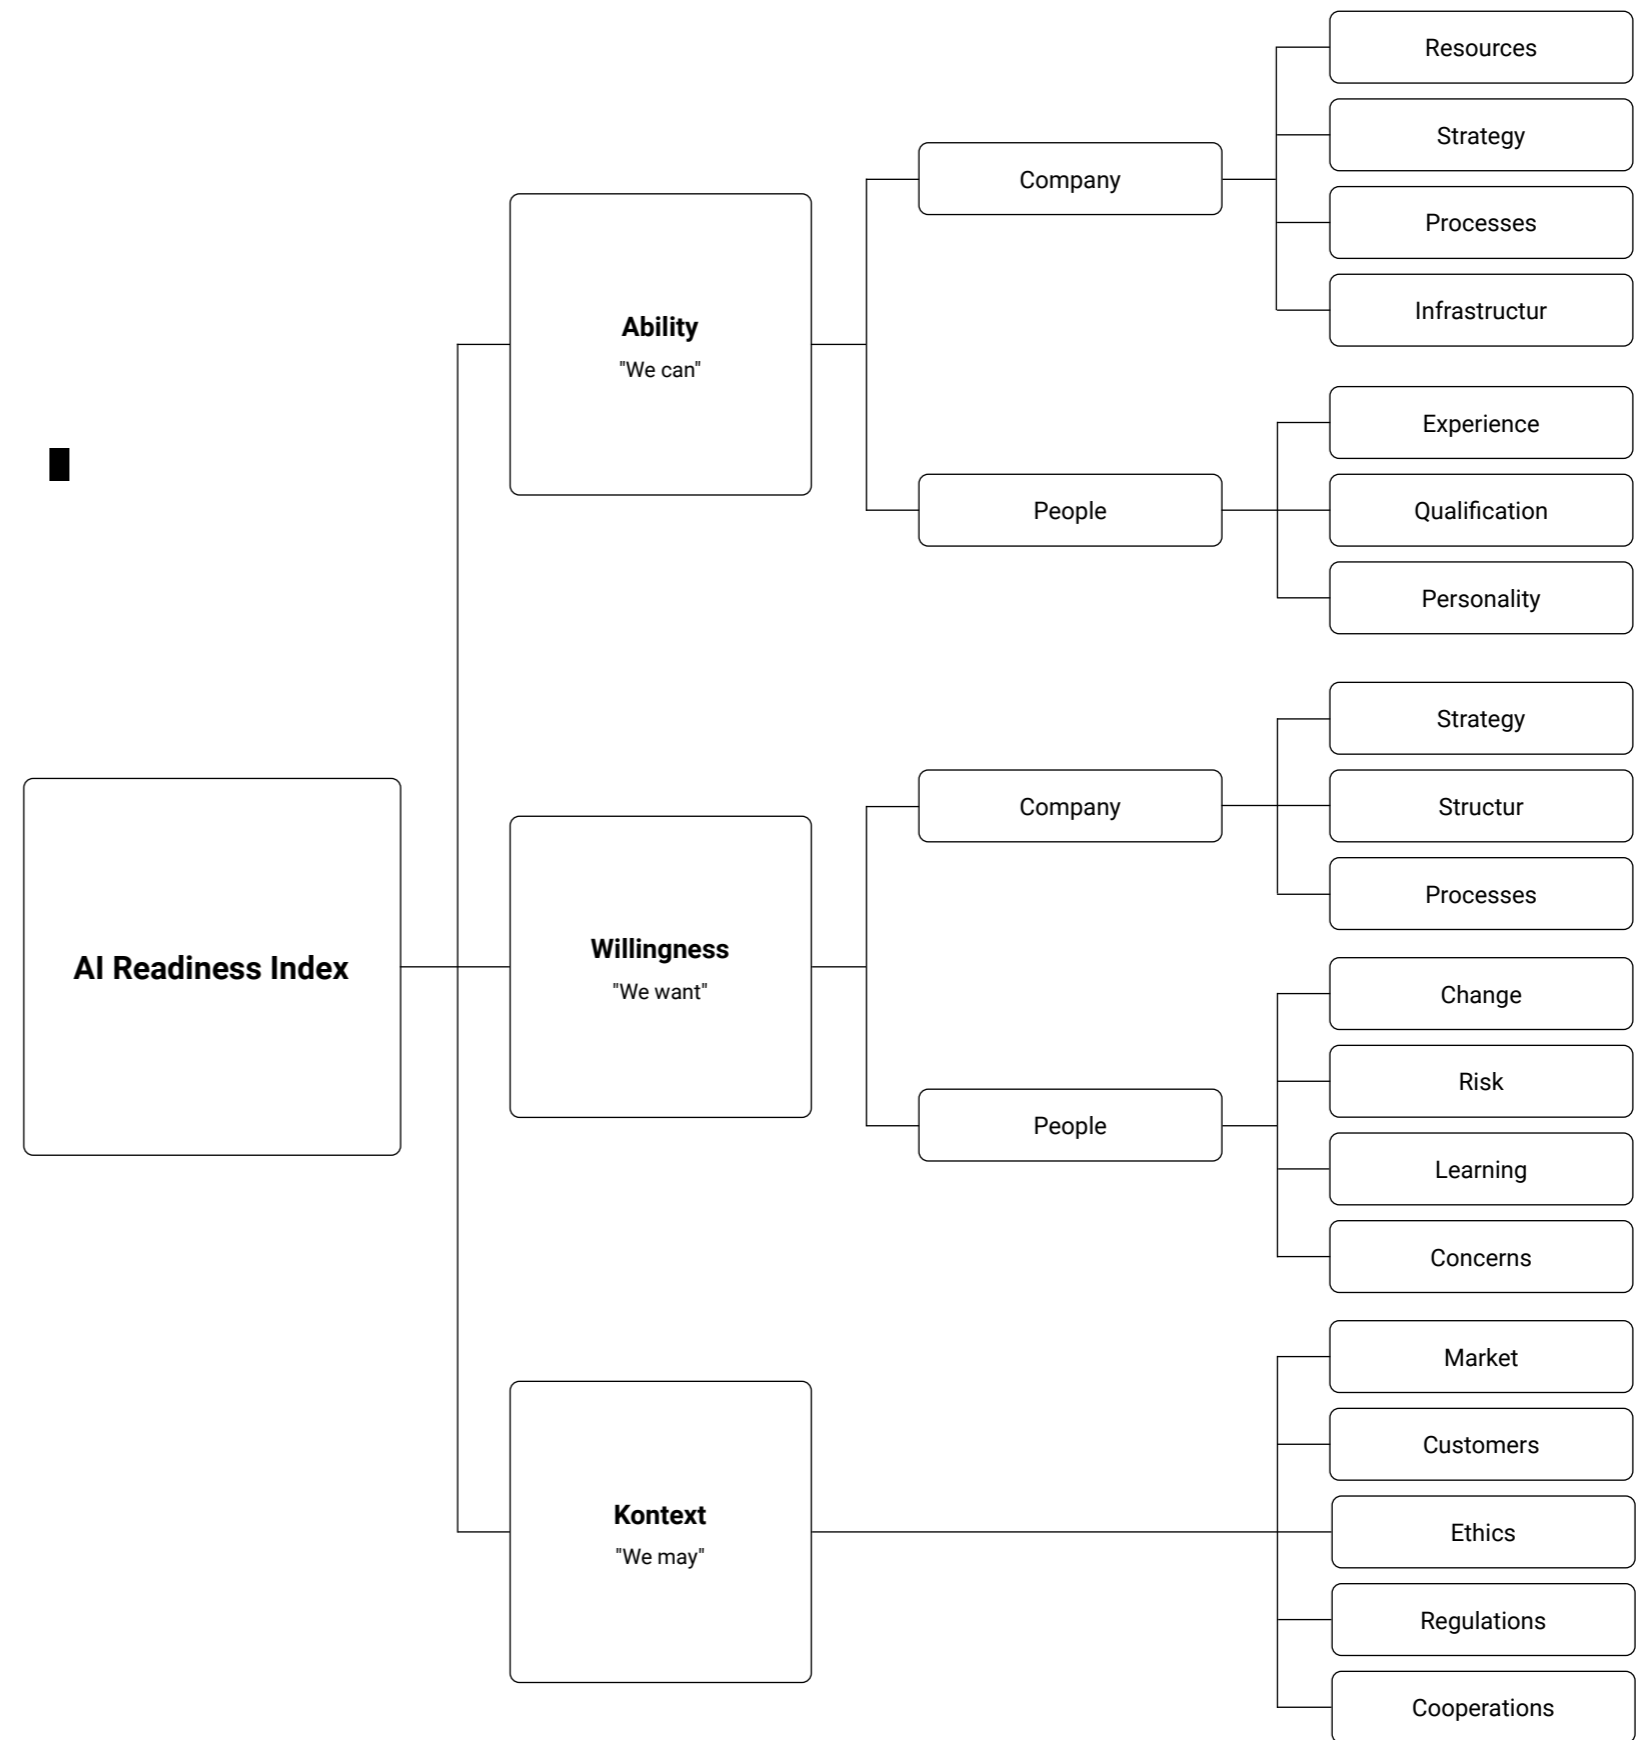 AI Readiness Index
Ability
"We can"
Company
Resources
Strategy
Processes
Infrastructur
People
Experience
Qualification
Personality
Willingness
"We want"
Company
Strategy
Structur
Processes
People
Change
Risk
Learning
Concerns
Kontext
"We may"
Market
Customers
Ethics
Regulations
Cooperations